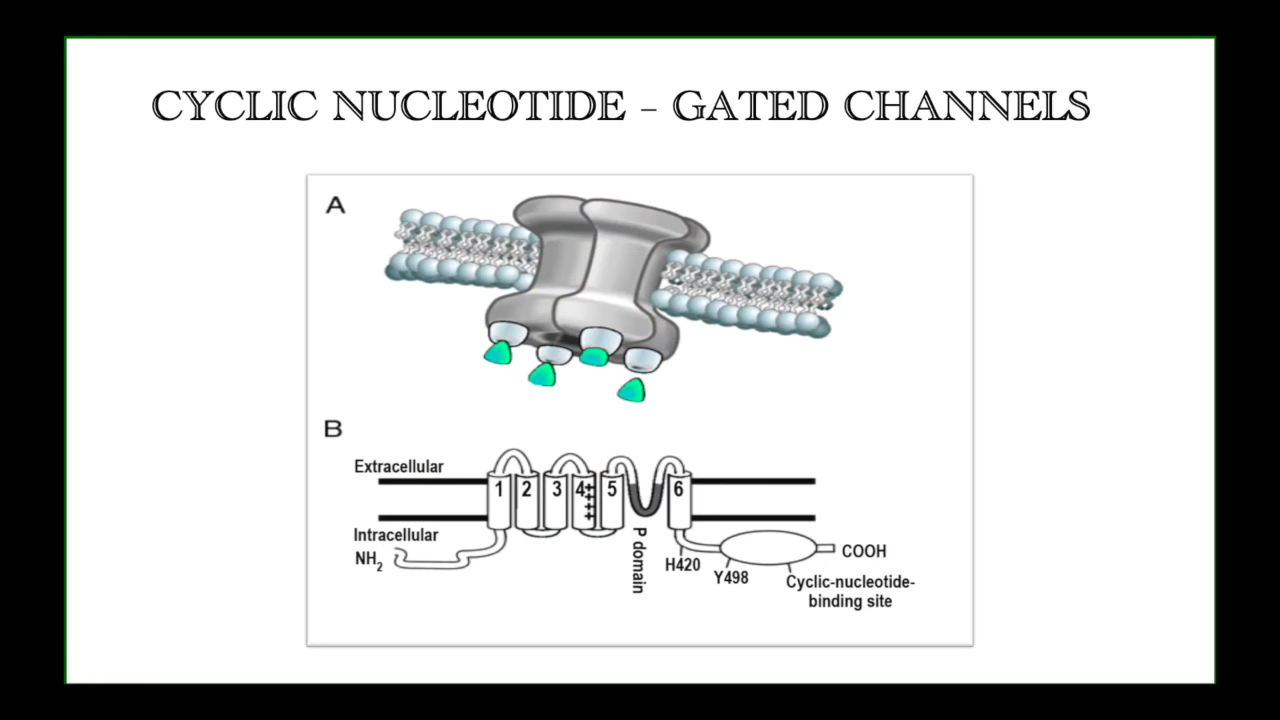 CYCLIC NUCLEOTIDE – GATED CHANNELS
A
B
Extracellular
1 2 3 4 5 6
++++
Intracellular
NH2
P domain
H420
Y498
COOH
Cyclic-nucleotide-
binding site